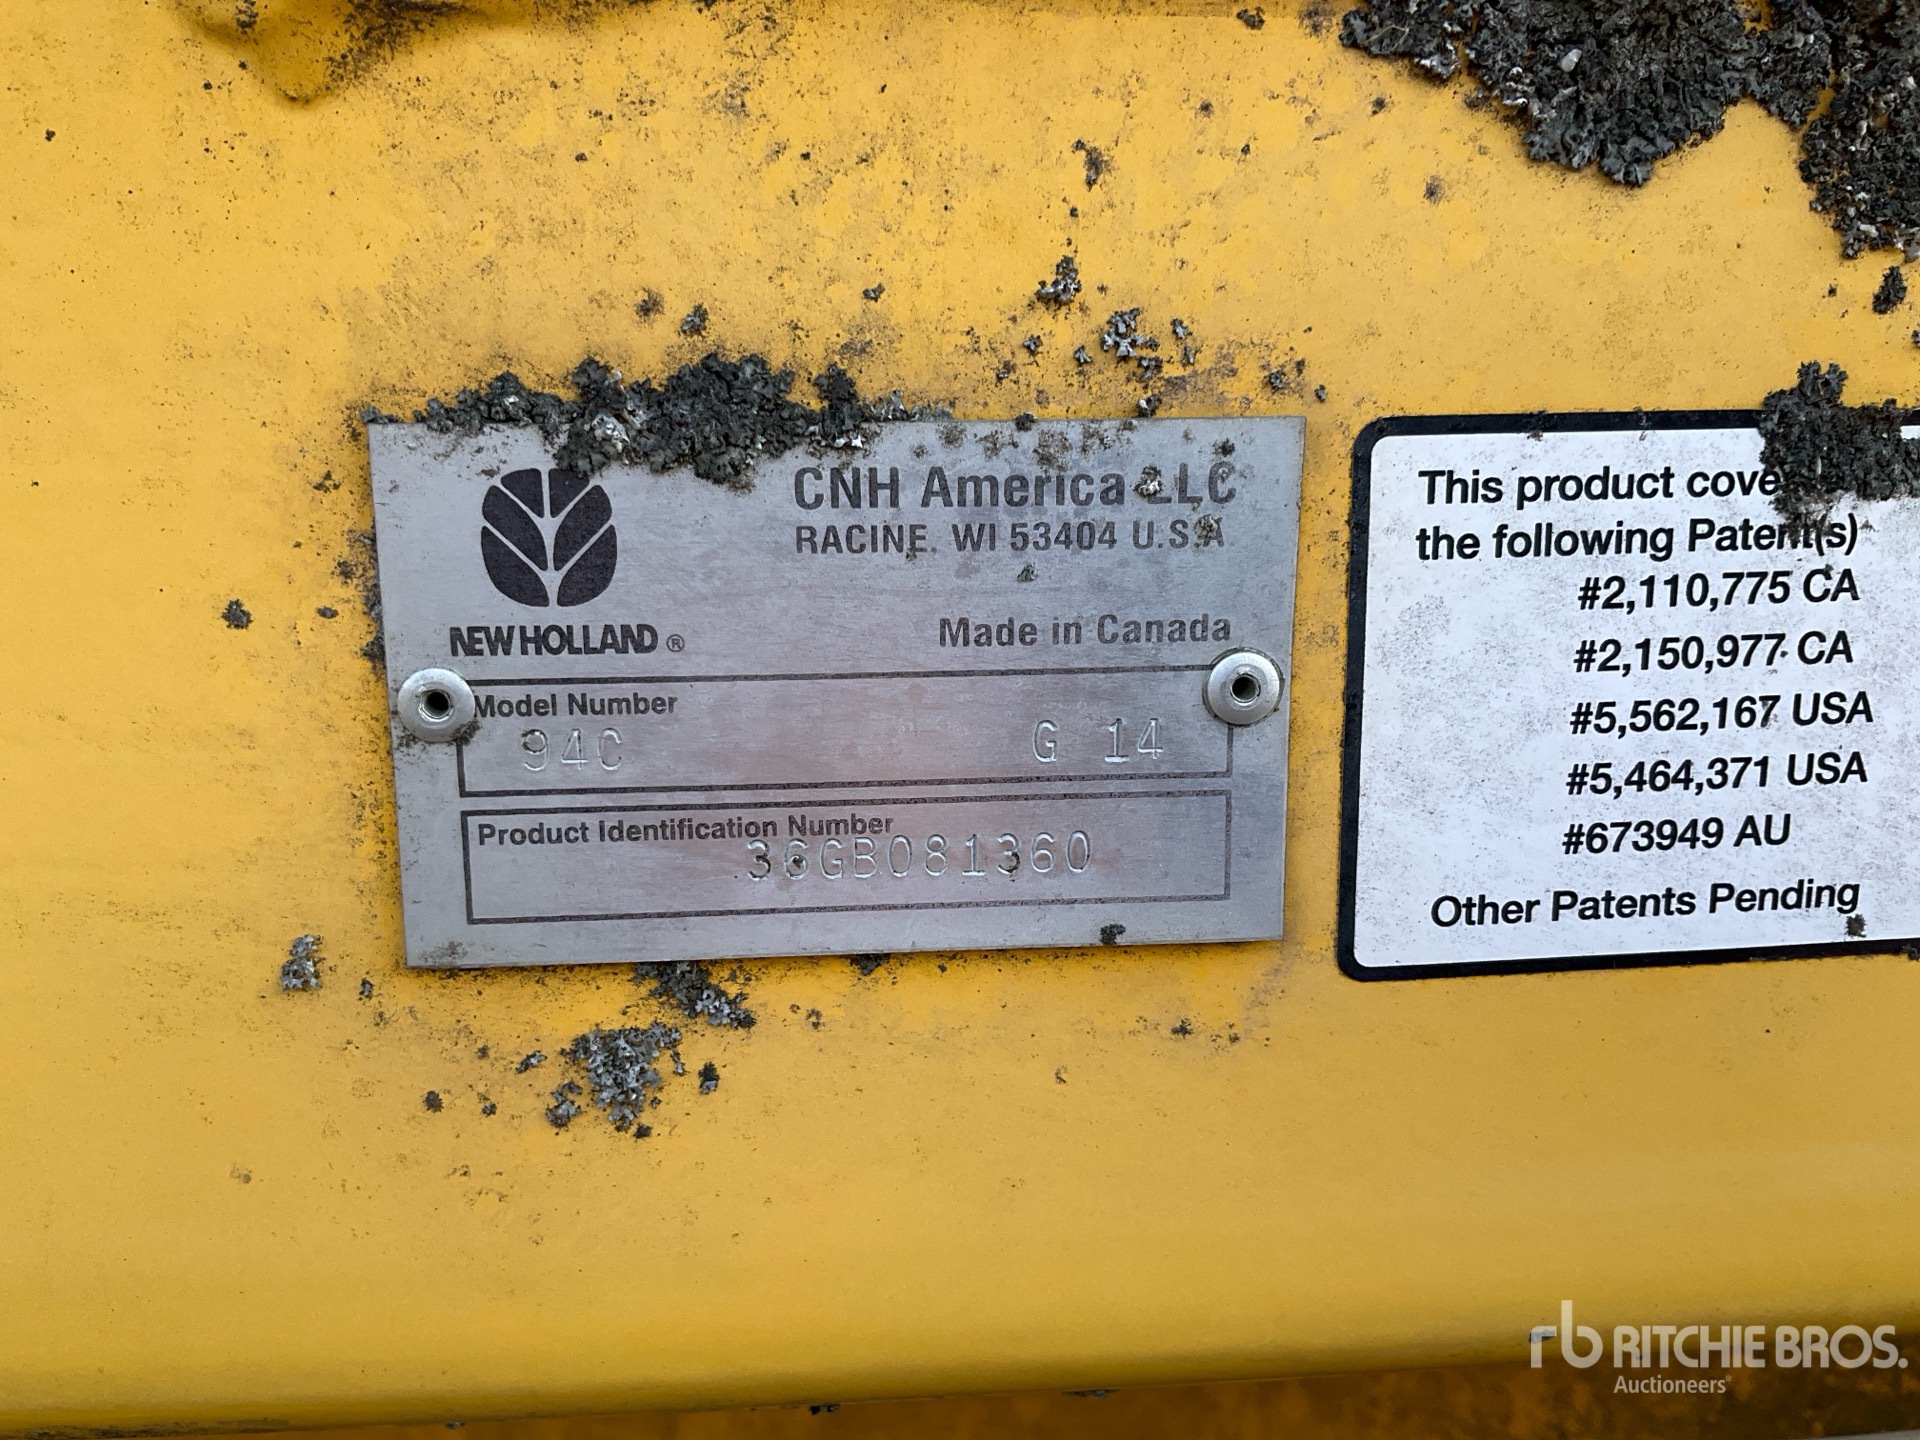 CNH America LLC
RACINE, WI 53404 U.S.A
NEW HOLLAND ®
Made in Canada
Model Number
94C G 14
Product Identification Number
36GB081360
This product
the following Patent(s)
#2,110,775 CA
#2,150,977 CA
#5,562,167 USA
#5,464,371 USA
#673949 AU
Other Patents Pending
rb RITCHIE BROS.
Auctioneers